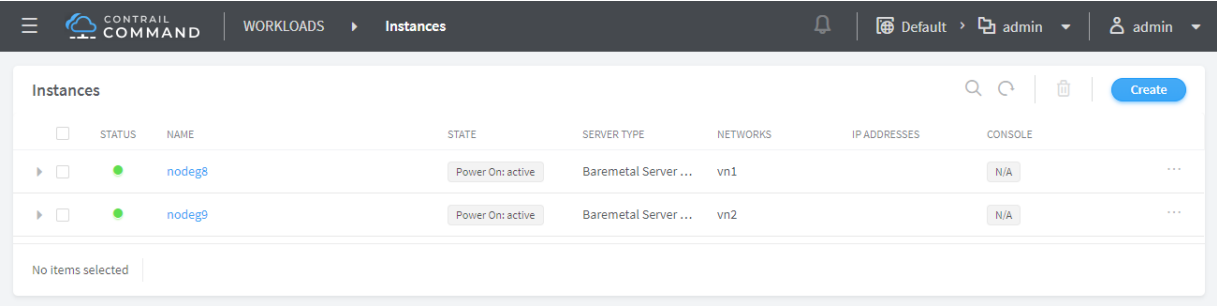 CONTRAIL COMMAND WORKLOADS Instances Default admin admin
Instances Create
STATUS NAME STATE SERVER TYPE NETWORKS IP ADDRESSES CONSOLE
nodeg8 Power On: active Baremetal Server ... vn1 N/A ...
nodeg9 Power On: active Baremetal Server ... vn2 N/A ...
No items selected